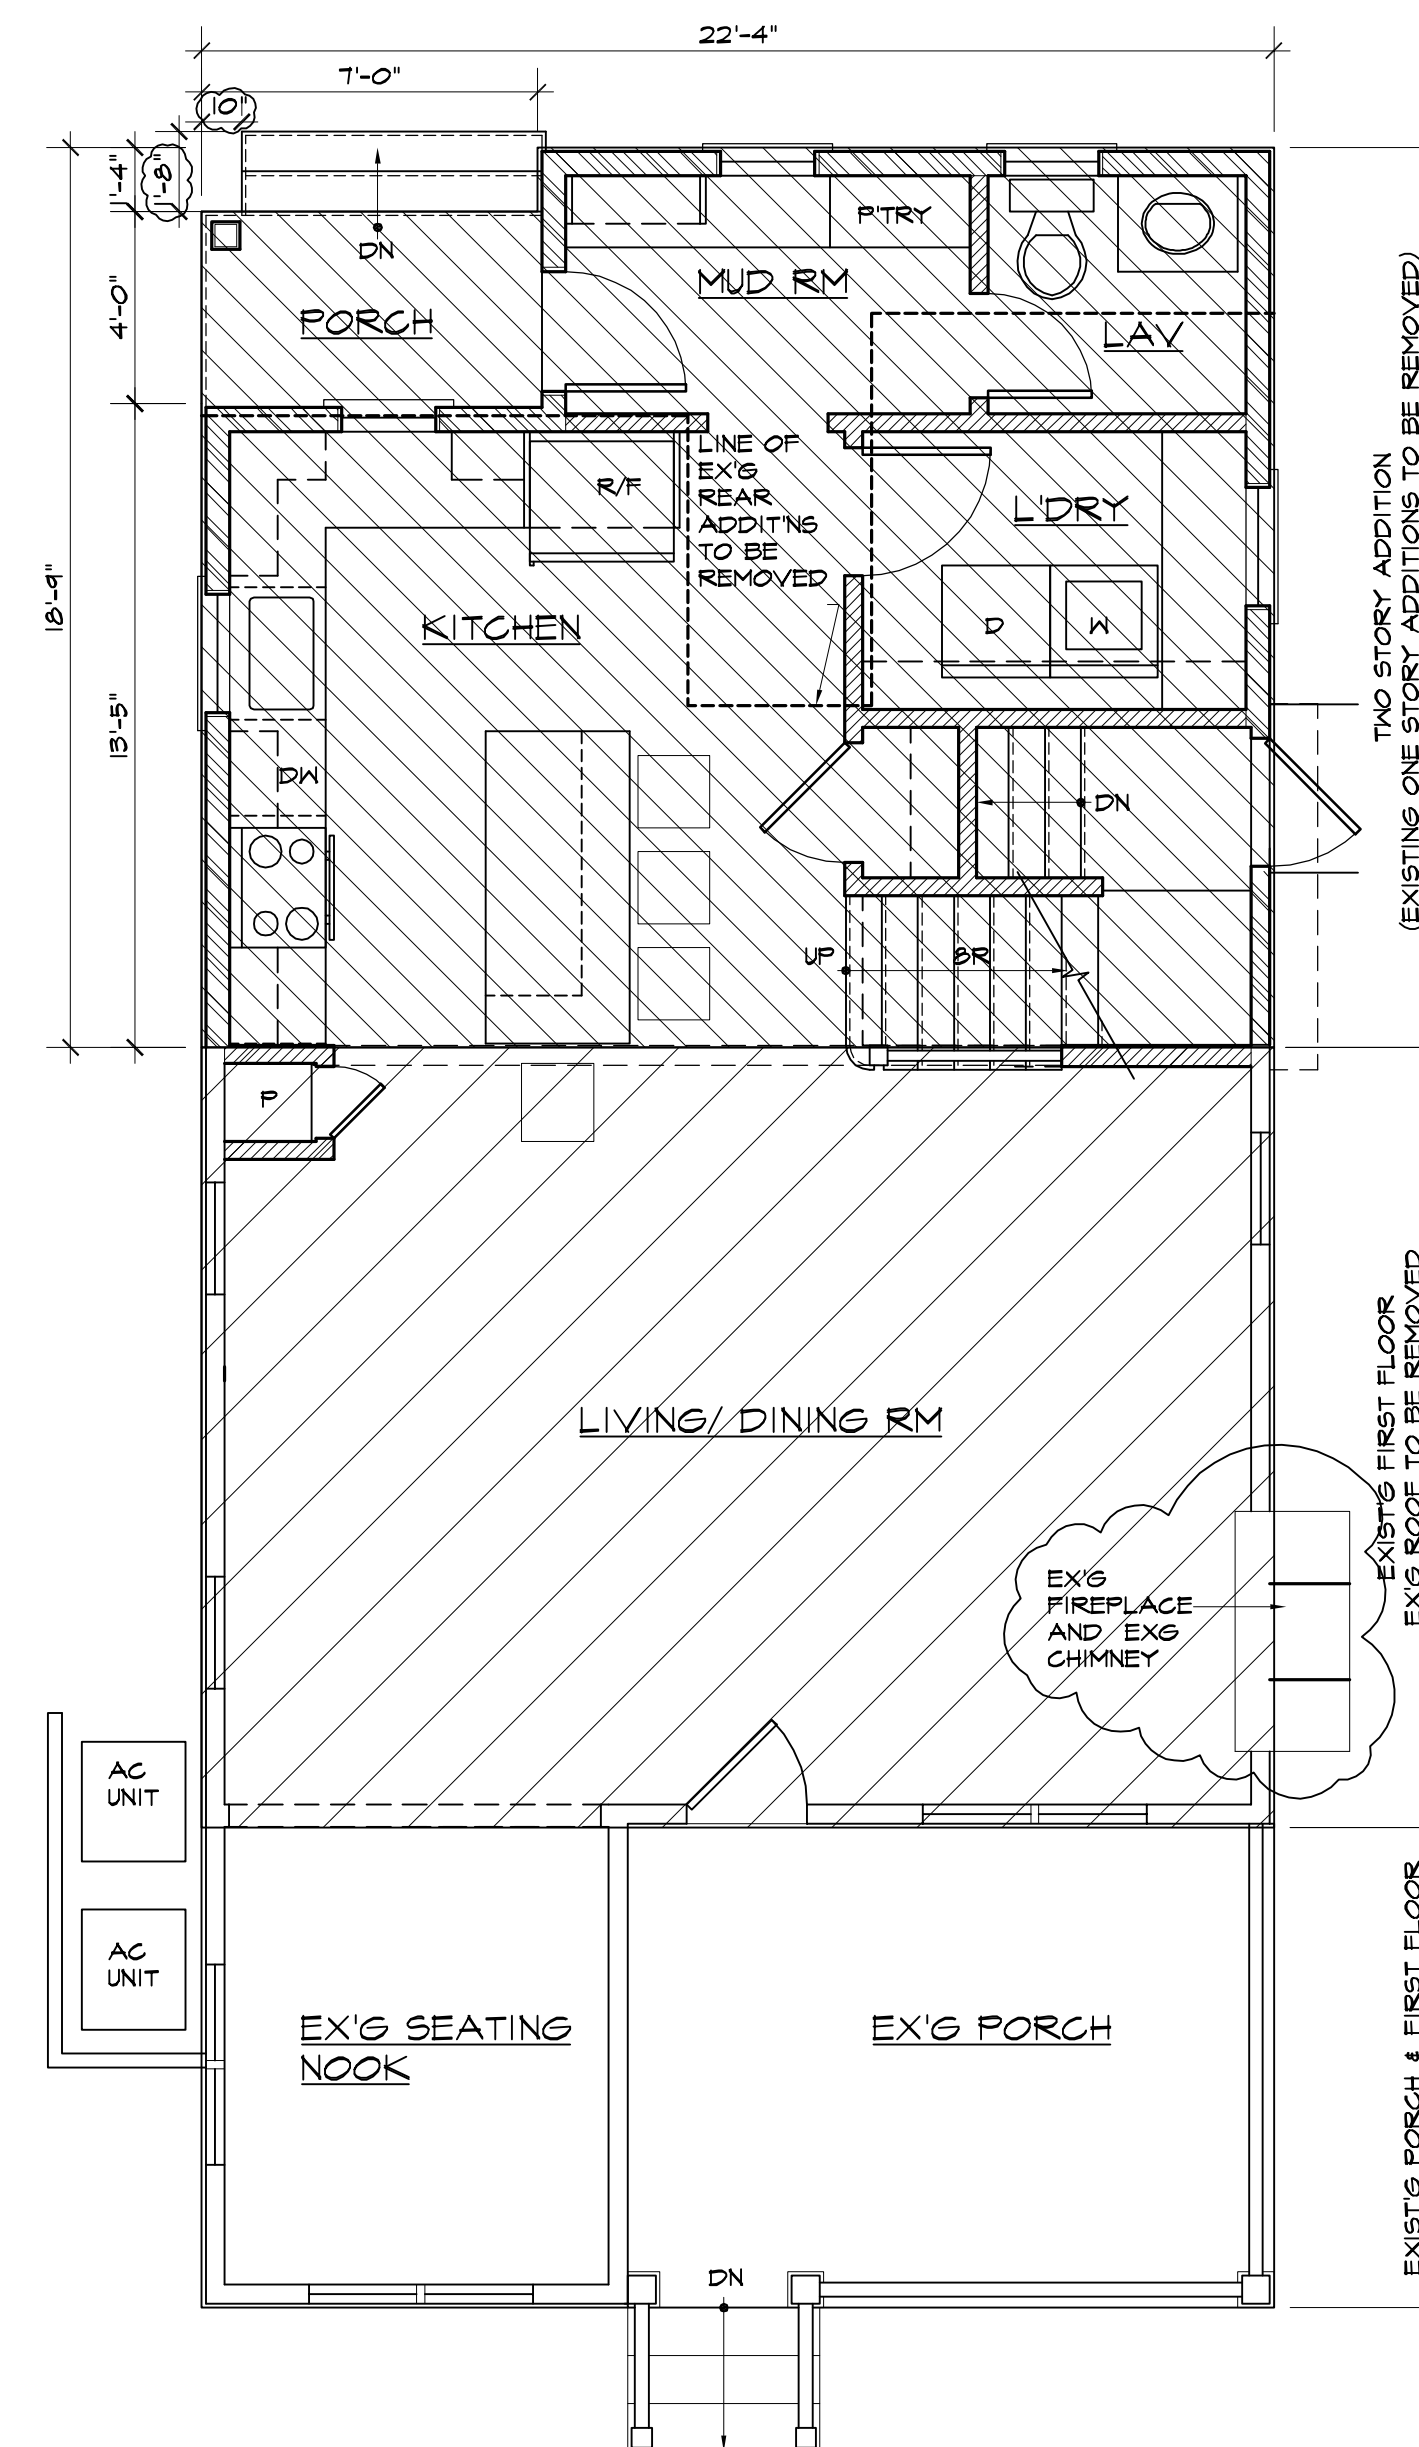 22'-4"
7'-0"
10"
1'-4"
1'-8"
P'TRY
DN
MUD RM
PORCH
LAV
4'-0"
LINE OF
EX'G
REAR
ADDIT'NS
TO BE
REMOVED
R/F
L'DRY
TWO STORY ADDITION
(EXISTING ONE STORY ADDITIONS TO BE REMOVED)
18'-9"
KITCHEN
D
W
13'-5"
DW
DN
UP
8R
P
LIVING/ DINING RM
EXIST'G FIRST FLOOR
EX'G ROOF TO BE REMOVED
EX'G
FIREPLACE
AND EXG
CHIMNEY
AC
UNIT
AC
UNIT
EX'G SEATING
NOOK
EX'G PORCH
EXIST'G PORCH & FIRST FLOOR
DN